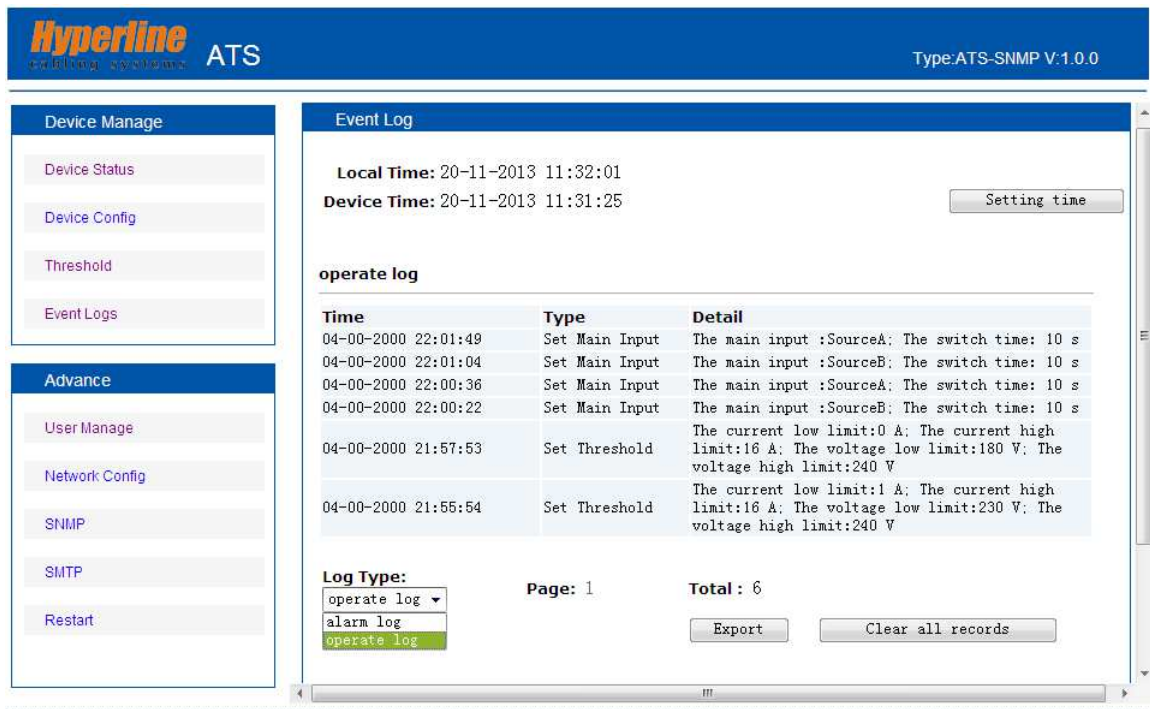 Hyperline
cabling systems
ATS
Type:ATS-SNMP V:1.0.0
Device Manage
Device Status
Device Config
Threshold
Event Logs
Advance
User Manage
Network Config
SNMP
SMTP
Restart
Event Log
Local Time: 20-11-2013 11:32:01
Device Time: 20-11-2013 11:31:25
Setting time
operate log
Time Type Detail
04-00-2000 22:01:49 Set Main Input The main input :SourceA; The switch time: 10 s
04-00-2000 22:01:04 Set Main Input The main input :SourceB; The switch time: 10 s
04-00-2000 22:00:36 Set Main Input The main input :SourceA; The switch time: 10 s
04-00-2000 22:00:22 Set Main Input The main input :SourceB; The switch time: 10 s
04-00-2000 21:57:53 Set Threshold The current low limit:0 A; The current high
limit:16 A; The voltage low limit:180 V; The
voltage high limit:240 V
04-00-2000 21:55:54 Set Threshold The current low limit:1 A; The current high
limit:16 A; The voltage low limit:230 V; The
voltage high limit:240 V
Log Type:
operate log
alarm log
operate log
Page: 1
Total : 6
Export
Clear all records